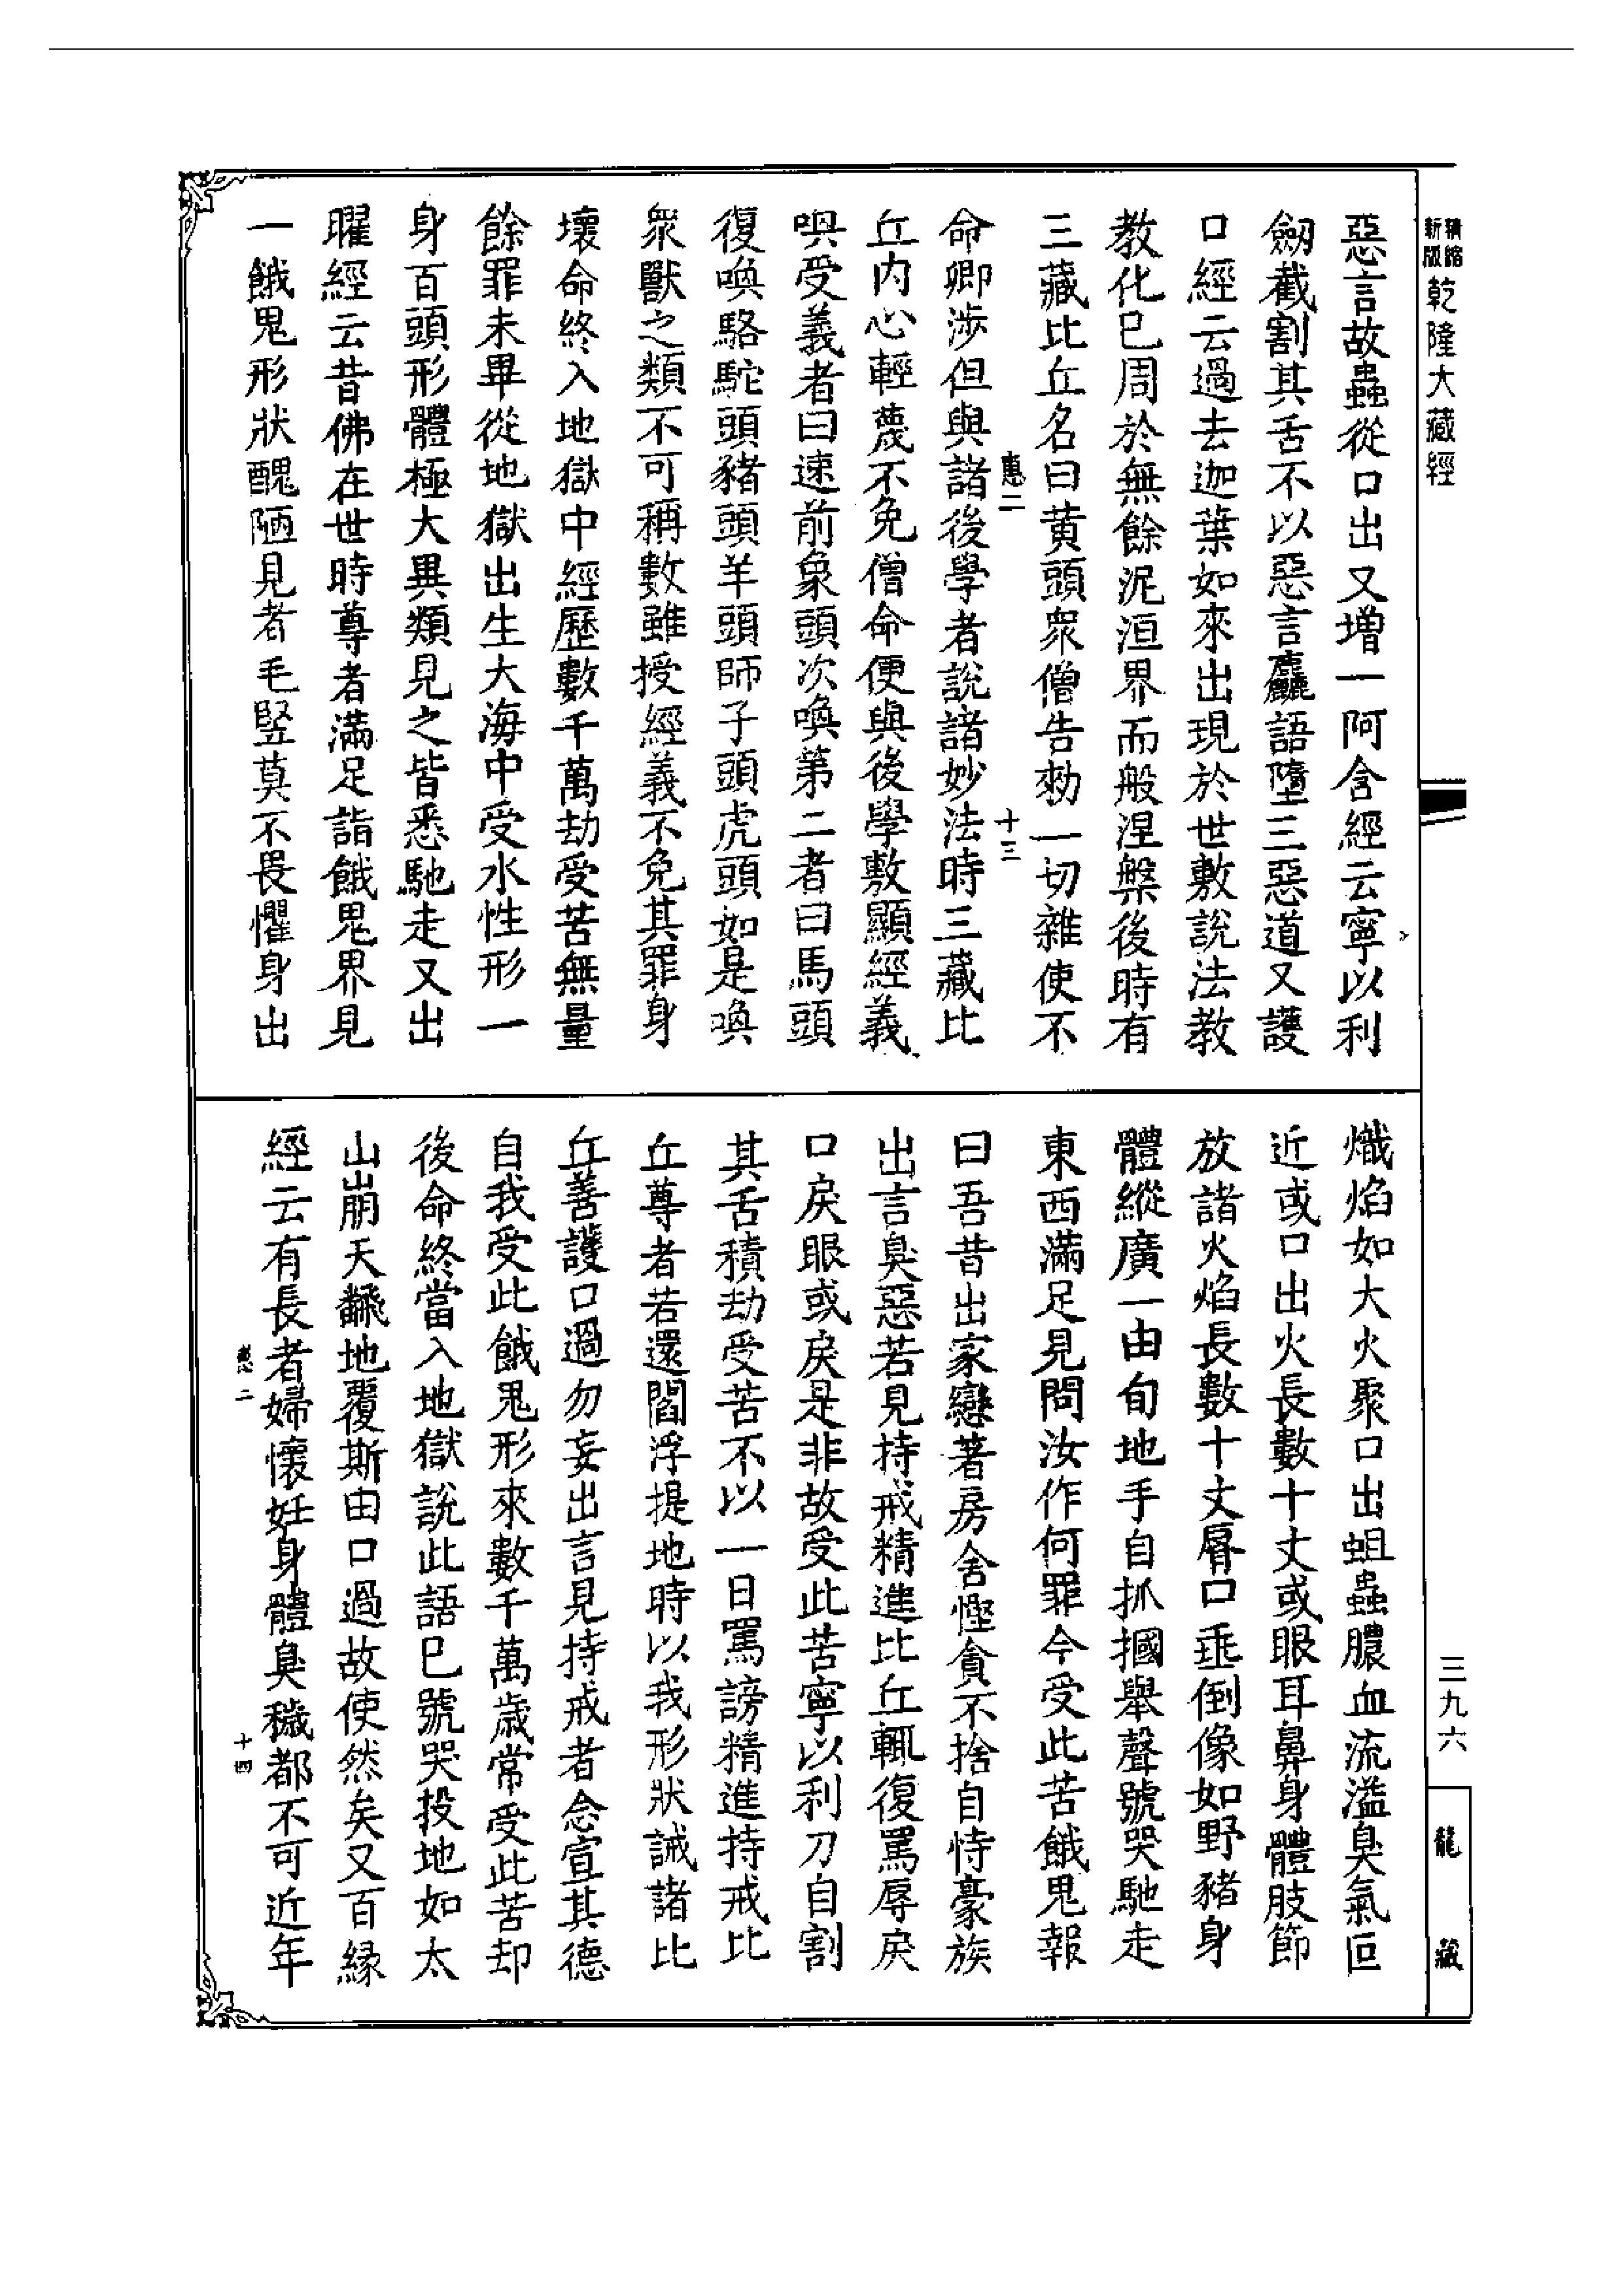 精縮新版乾隆大藏經
惡言故蟲從口出又增一阿含經云寧以利
劒截割其舌不以惡言麤語墮三惡道又護
口經云過去迦葉如來出現於世敷說法教
教化已周於無餘泥洹界而般涅槃後時有
三藏比丘名曰黃頭眾僧告勑一切雜使不
惠二 十三
命卿涉但與諸後學者說諸妙法時三藏比
丘內心輕蔑不免僧命便與後學敷顯經義
喚受義者曰速前象頭次喚第二者曰馬頭
復喚駱駝頭豬頭羊頭師子頭虎頭如是喚
眾獸之類不可稱數雖授經義不免其罪身
壞命終入地獄中經歷數千萬劫受苦無量
餘罪未畢從地獄出生大海中受水性形一
身百頭形體極大異類見之皆悉馳走又出
曜經云昔佛在世時尊者滿足詣餓鬼界見
一餓鬼形狀醜陋見者毛竪莫不畏懼身出
熾焰如大火聚口出蛆蟲膿血流溢臭氣叵
近或口出火長數十丈或眼耳鼻身體肢節
放諸火焰長數十丈脣口垂倒像如野豬身
體縱廣一由旬地手自抓摑舉聲號哭馳走
東西滿足見問汝作何罪今受此苦餓鬼報
曰吾昔出家戀著房舍慳貪不捨自恃豪族
出言臭惡若見持戒精進比丘輒復罵辱戾
口戾眼或戾是非故受此苦寧以利刀自割
其舌積劫受苦不以一日罵謗精進持戒比
丘尊者若還閻浮提地時以我形狀誡諸比
丘善護口過勿妄出言見持戒者念宣其德
自我受此餓鬼形來數千萬歲常受此苦却
後命終當入地獄說此語已號哭投地如太
山崩天飜地覆斯由口過故使然矣又百緣
經云有長者婦懷妊身體臭穢都不可近年
惠二 十四
三九六
龍藏